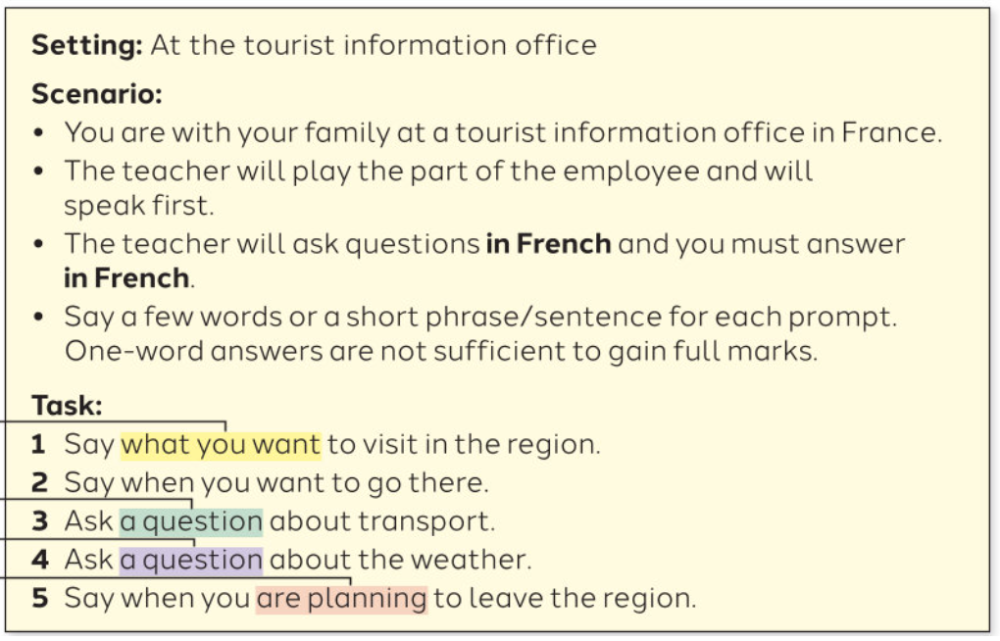 Setting: At the tourist information office
Scenario:
• You are with your family at a tourist information office in France.
• The teacher will play the part of the employee and will
speak first.
• The teacher will ask questions in French and you must answer
in French.
• Say a few words or a short phrase/sentence for each prompt.
One-word answers are not sufficient to gain full marks.
Task:
1 Say what you want to visit in the region.
2 Say when you want to go there.
3 Ask a question about transport.
4 Ask a question about the weather.
5 Say when you are planning to leave the region.